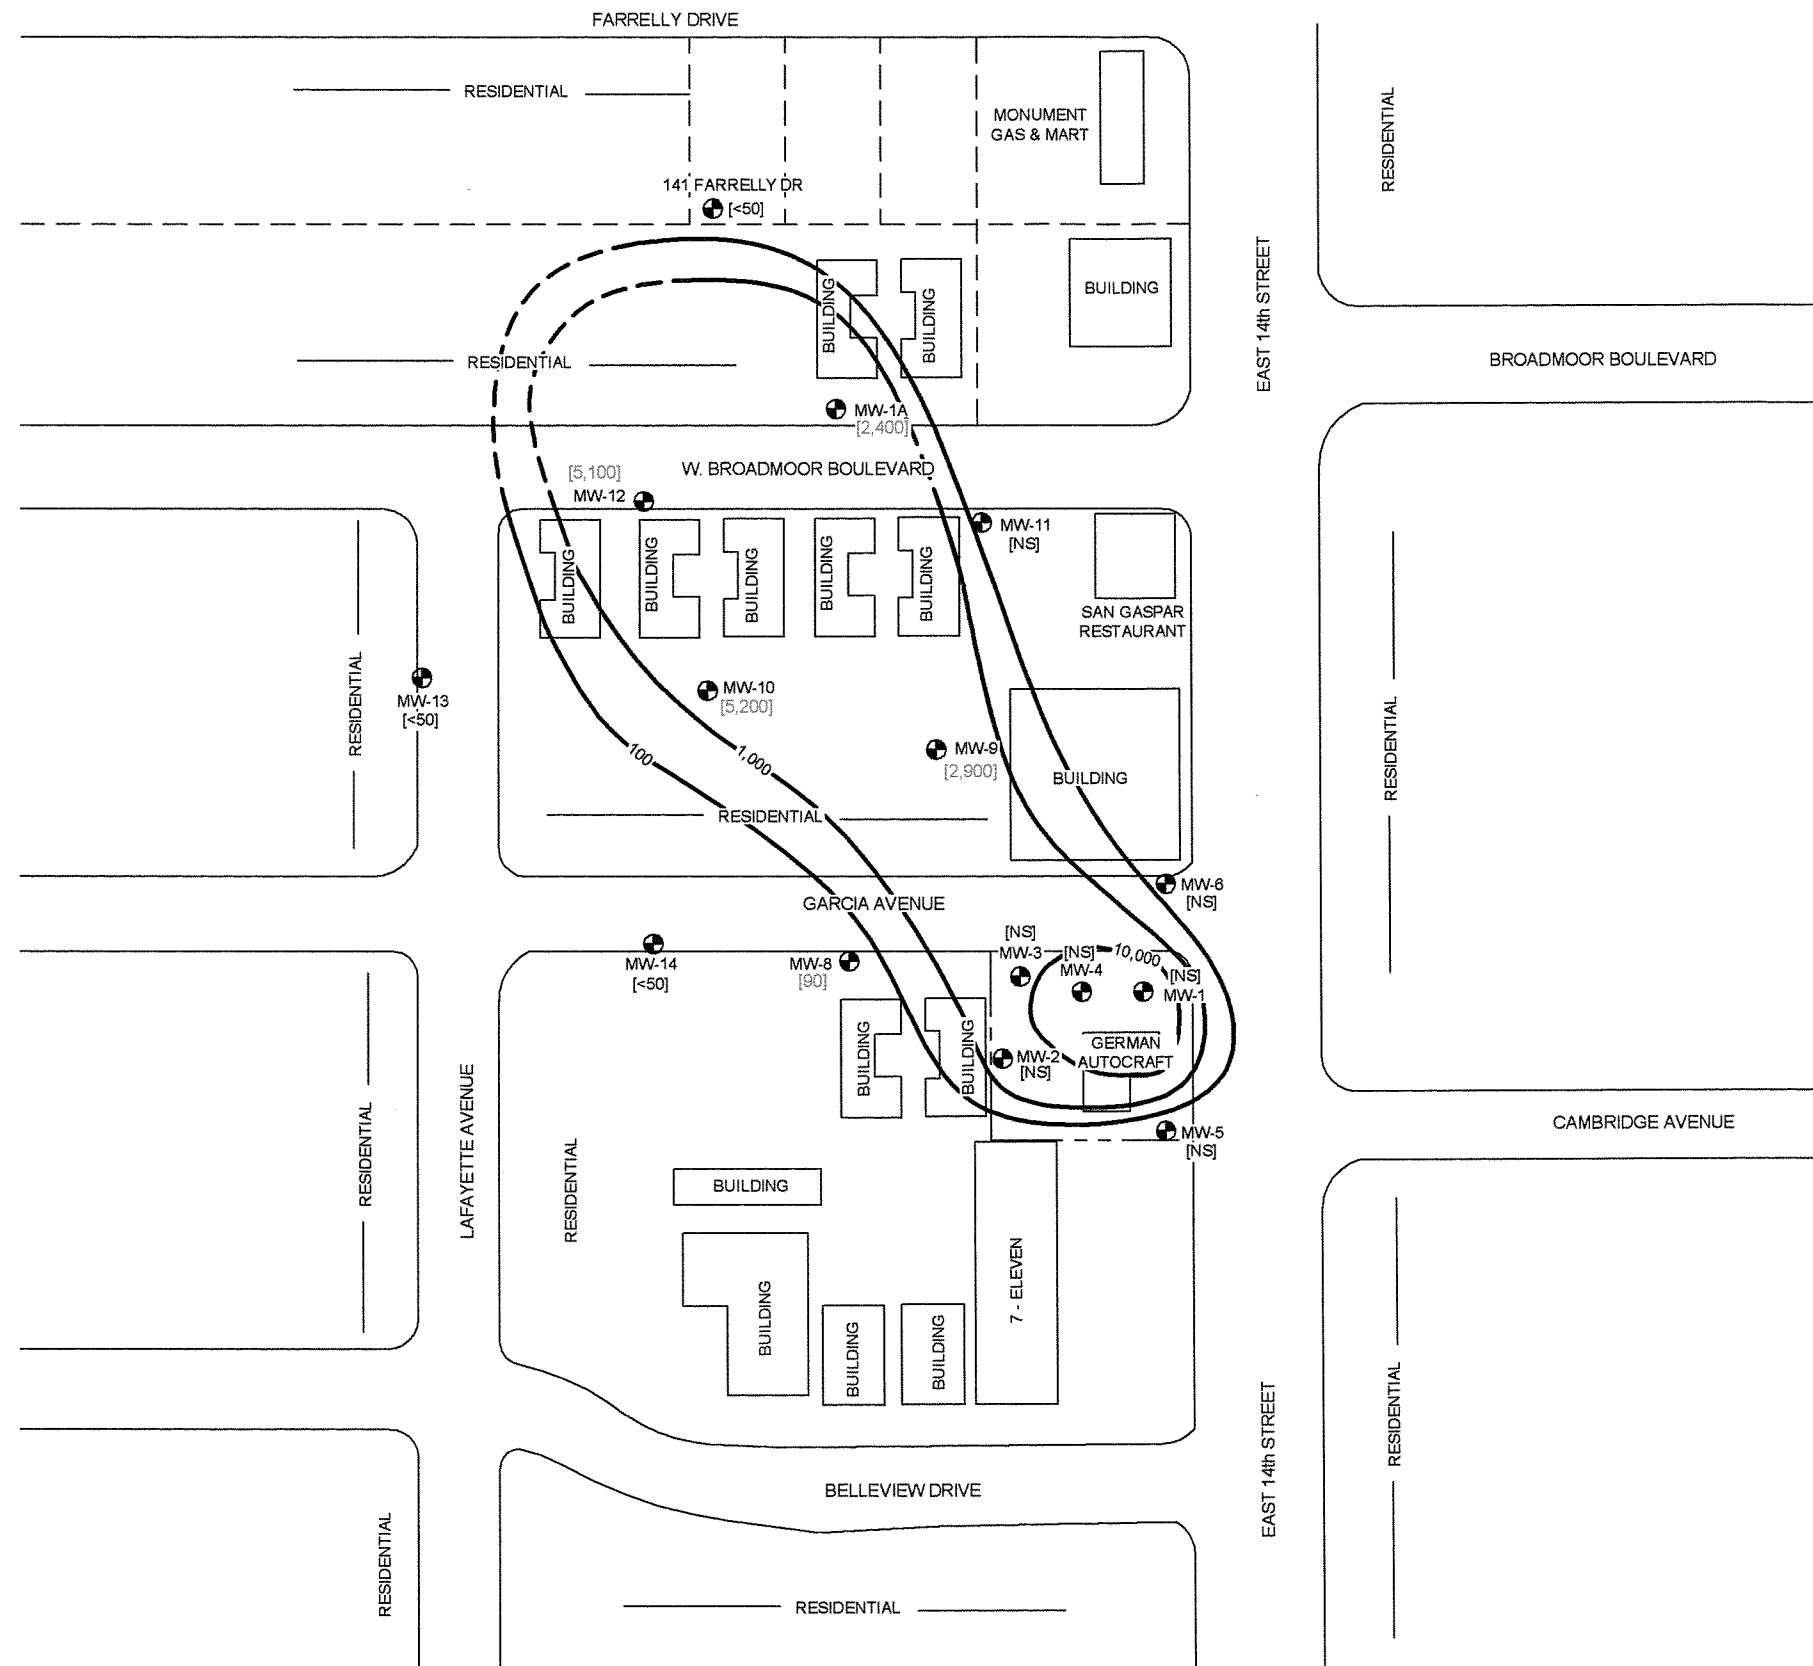 FARRELLY DRIVE
RESIDENTIAL
MONUMENT
GAS & MART
RESIDENTIAL
141 FARRELLY DR
[<50]
BUILDING
BUILDING
BUILDING
EAST 14th STREET
BROADMOOR BOULEVARD
RESIDENTIAL
MW-1A
[2,400]
W. BROADMOOR BOULEVARD
[5,100]
MW-12
MW-11
[NS]
BUILDING
BUILDING
BUILDING
BUILDING
BUILDING
SAN GASPAR
RESTAURANT
RESIDENTIAL
MW-13
[<50]
MW-10
[5,200]
RESIDENTIAL
100
1,000
MW-9
[2,900]
BUILDING
RESIDENTIAL
GARCIA AVENUE
MW-6
[NS]
[NS]
MW-3
[NS]
MW-4
10,000
[NS]
MW-1
MW-14
[<50]
MW-8
[90]
BUILDING
BUILDING
MW-2
[NS]
GERMAN
AUTOCRAFT
MW-5
[NS]
CAMBRIDGE AVENUE
RESIDENTIAL
LAFAYETTE AVENUE
RESIDENTIAL
BUILDING
7 - ELEVEN
BUILDING
BUILDING
BUILDING
RESIDENTIAL
EAST 14th STREET
BELLEVIEW DRIVE
RESIDENTIAL
RESIDENTIAL